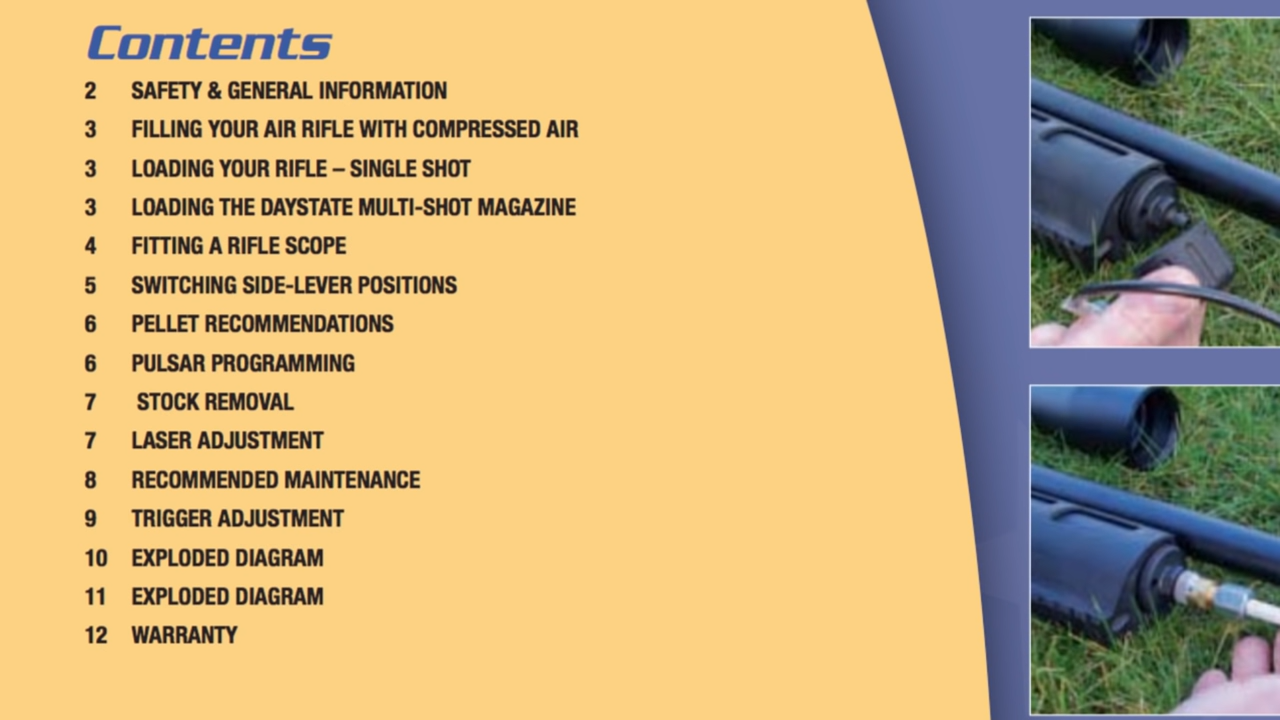 Contents
2 SAFETY & GENERAL INFORMATION
3 FILLING YOUR AIR RIFLE WITH COMPRESSED AIR
3 LOADING YOUR RIFLE – SINGLE SHOT
3 LOADING THE DAYSTATE MULTI-SHOT MAGAZINE
4 FITTING A RIFLE SCOPE
5 SWITCHING SIDE-LEVER POSITIONS
6 PELLET RECOMMENDATIONS
6 PULSAR PROGRAMMING
7 STOCK REMOVAL
7 LASER ADJUSTMENT
8 RECOMMENDED MAINTENANCE
9 TRIGGER ADJUSTMENT
10 EXPLODED DIAGRAM
11 EXPLODED DIAGRAM
12 WARRANTY